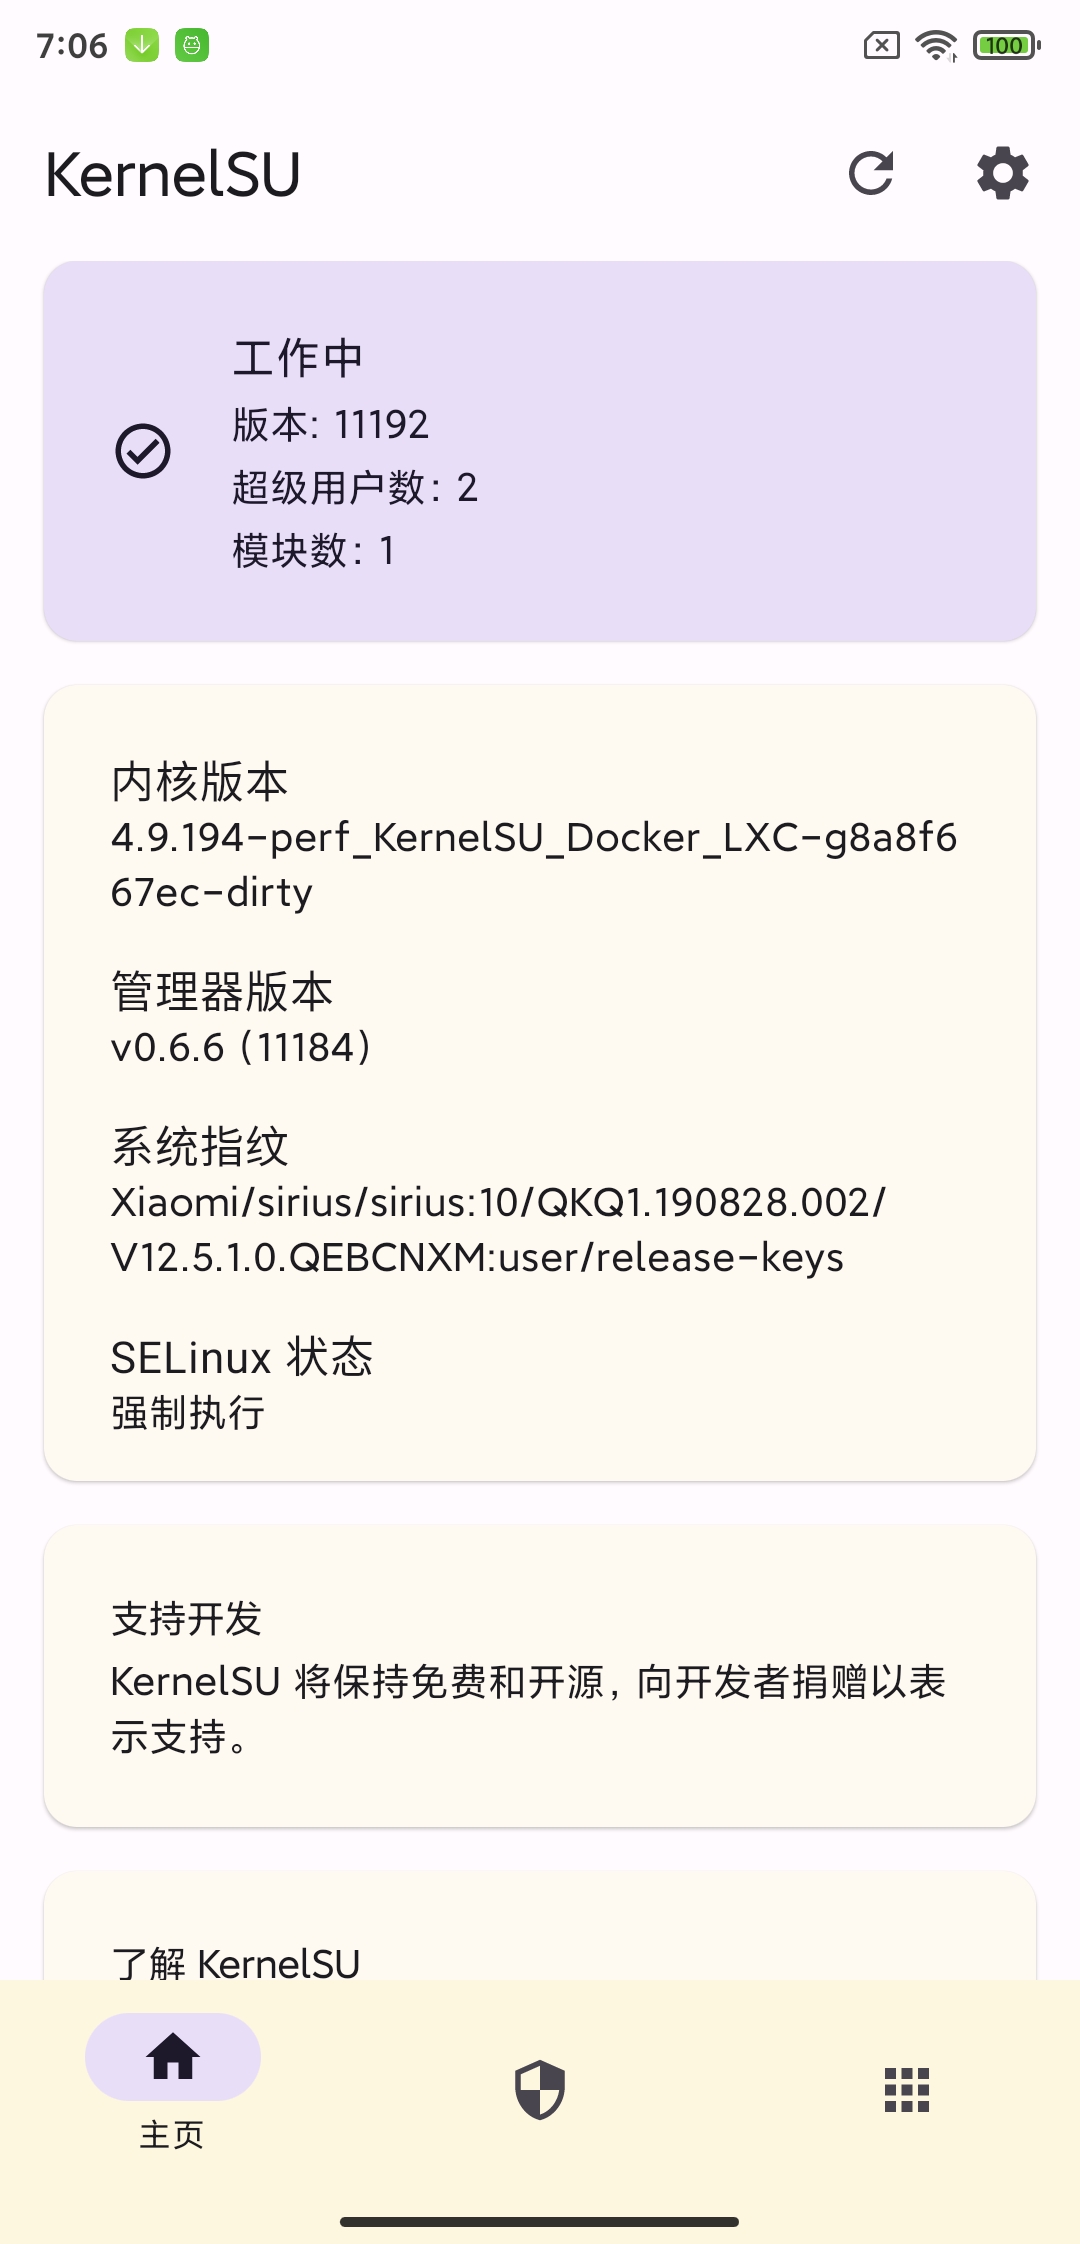 7:06
100
KernelSU
工作中
版本: 11192
超级用户数：2
模块数：1
内核版本
4.9.194-perf_KernelSU_Docker_LXC-g8a8f6
67ec-dirty
管理器版本
v0.6.6 (11184)
系统指纹
Xiaomi/sirius/sirius:10/QKQ1.190828.002/
V12.5.1.0.QEBCNXM:user/release-keys
SELinux 状态
强制执行
支持开发
KernelSU 将保持免费和开源，向开发者捐赠以表
示支持。
了解 KernelSU
主页